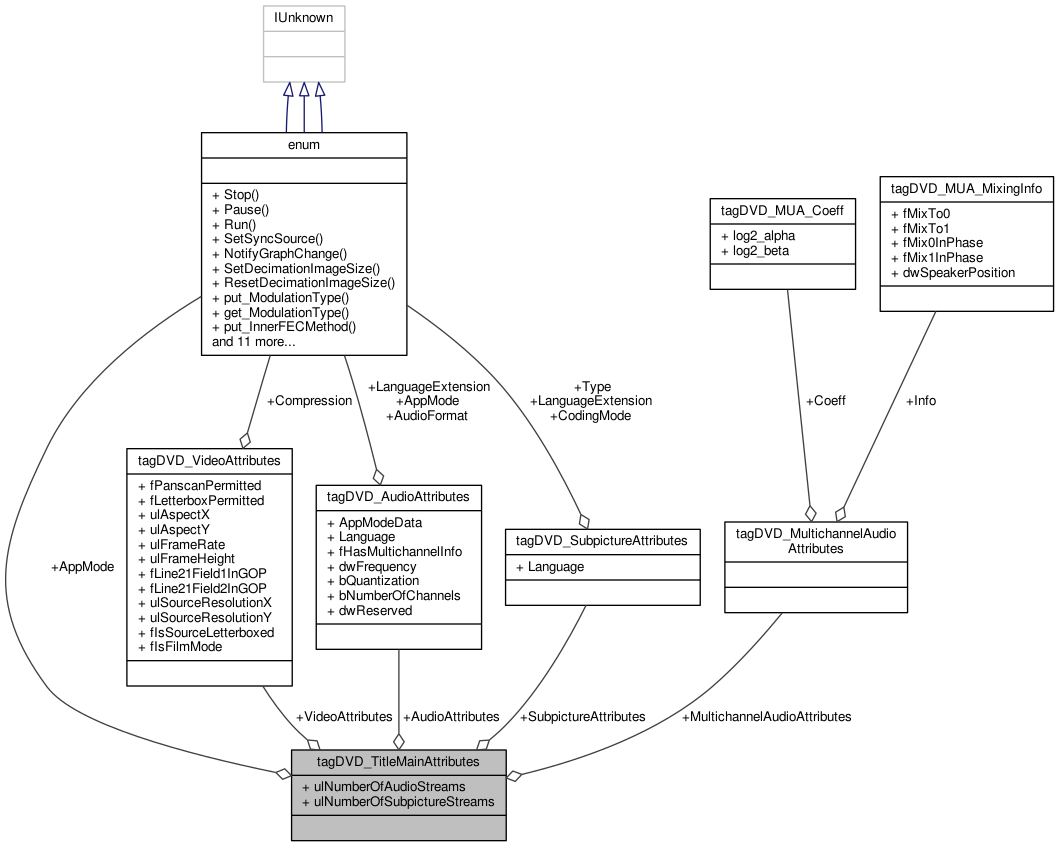 IUnknown
enum
+ Stop()
+ Pause()
+ Run()
+ SetSyncSource()
+ NotifyGraphChange()
+ SetDecimationImageSize()
+ ResetDecimationImageSize()
+ put_ModulationType()
+ get_ModulationType()
+ put_InnerFECMethod()
and 11 more...
tagDVD_MUA_Coeff
+ log2_alpha
+ log2_beta
tagDVD_MUA_MixingInfo
+ fMixTo0
+ fMixTo1
+ fMix0InPhase
+ fMix1InPhase
+ dwSpeakerPosition
+Compression
+LanguageExtension
+AppMode
+AudioFormat
+Type
+LanguageExtension
+CodingMode
+Coeff
+Info
+AppMode
tagDVD_VideoAttributes
+ fPanscanPermitted
+ fLetterboxPermitted
+ ulAspectX
+ ulAspectY
+ ulFrameRate
+ ulFrameHeight
+ fLine21Field1InGOP
+ fLine21Field2InGOP
+ ulSourceResolutionX
+ ulSourceResolutionY
+ fIsSourceLetterboxed
+ fIsFilmMode
tagDVD_AudioAttributes
+ AppModeData
+ Language
+ fHasMultichannelInfo
+ dwFrequency
+ bQuantization
+ bNumberOfChannels
+ dwReserved
tagDVD_SubpictureAttributes
+ Language
tagDVD_MultichannelAudio
Attributes
+VideoAttributes
+AudioAttributes
+SubpictureAttributes
+MultichannelAudioAttributes
tagDVD_TitleMainAttributes
+ ulNumberOfAudioStreams
+ ulNumberOfSubpictureStreams